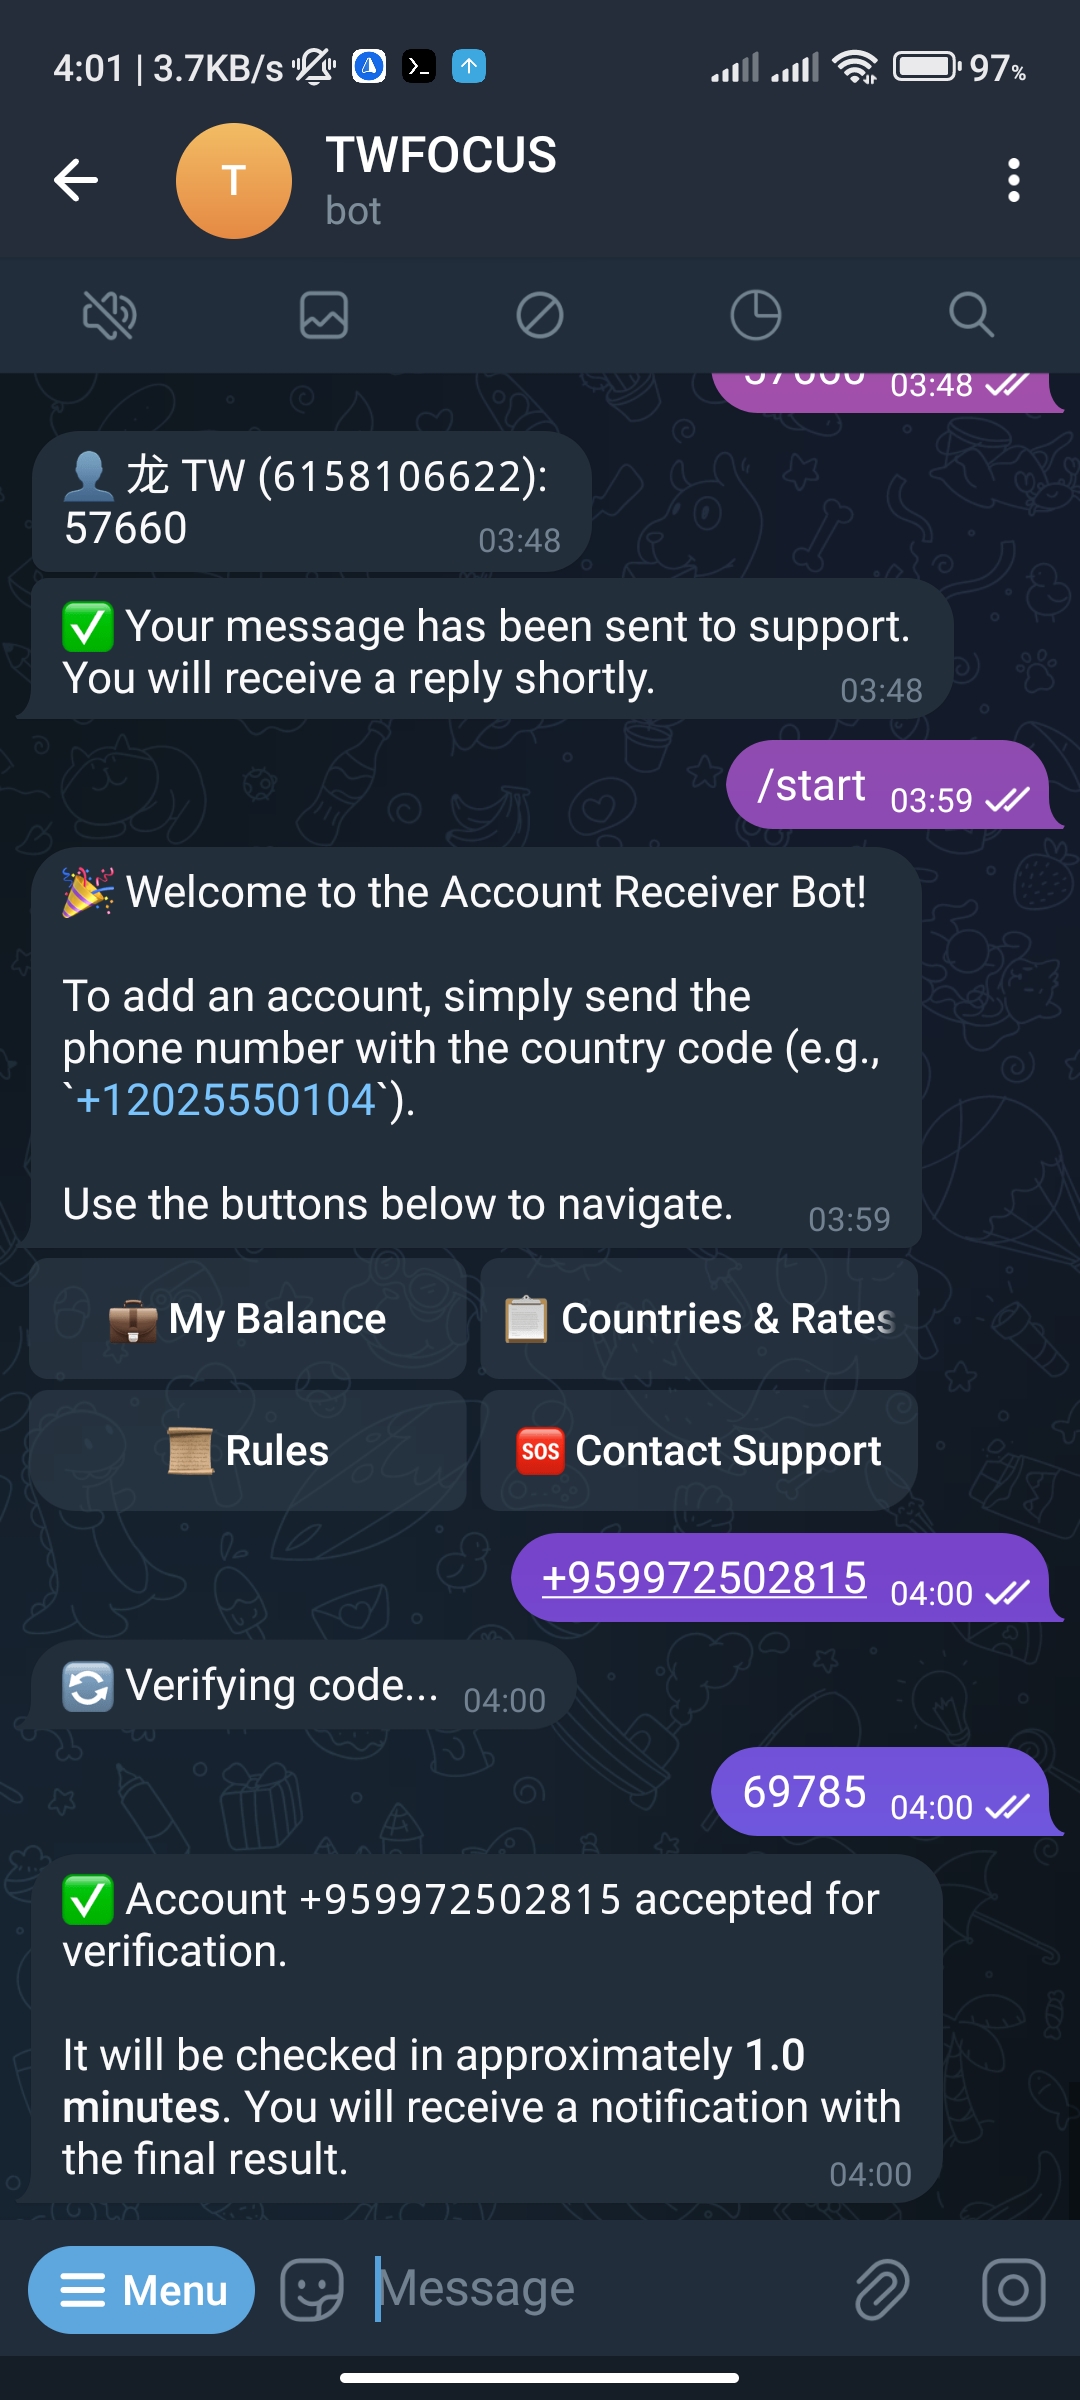 4:01 | 3.7KB/s
97%
T
TWFOCUS
bot
57660 03:48
👤 龙 TW (6158106622):
57660 03:48
✅ Your message has been sent to support.
You will receive a reply shortly. 03:48
/start 03:59
🎉 Welcome to the Account Receiver Bot!
To add an account, simply send the
phone number with the country code (e.g.,
`+12025550104`).
Use the buttons below to navigate. 03:59
💼 My Balance
📋 Countries & Rates
📜 Rules
🆘 Contact Support
+959972502815 04:00
🔄 Verifying code... 04:00
69785 04:00
✅ Account +959972502815 accepted for
verification.
It will be checked in approximately 1.0
minutes. You will receive a notification with
the final result. 04:00
Menu
Message